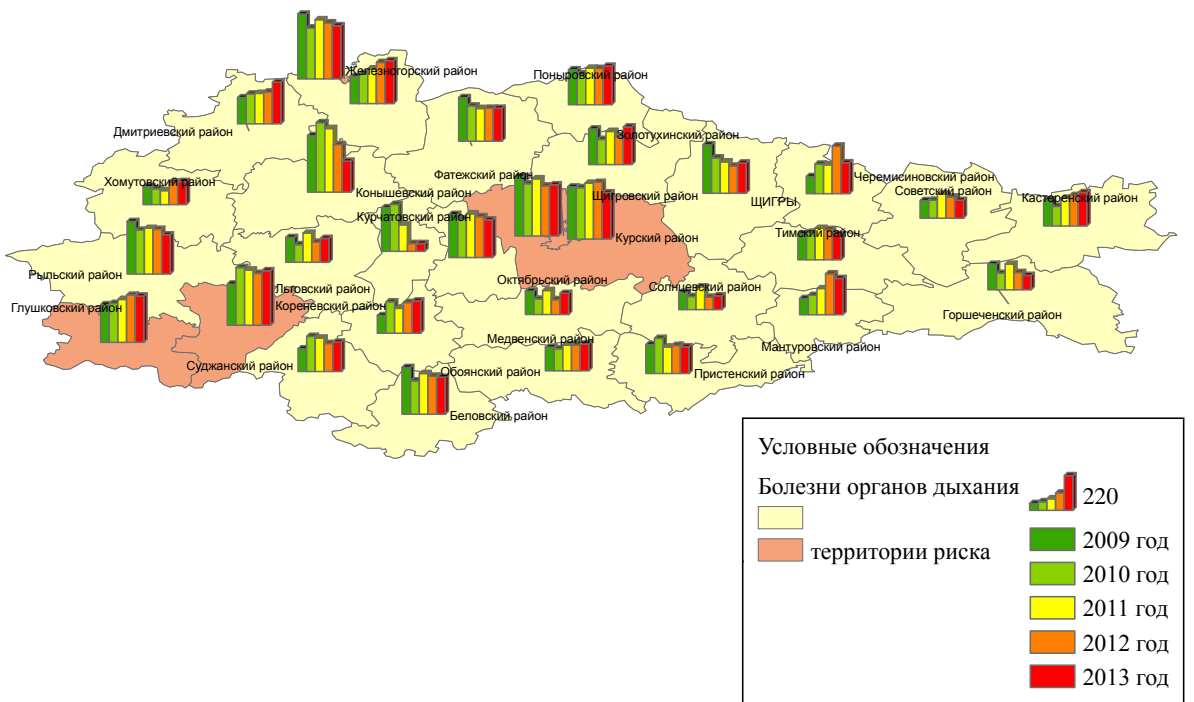 Железногорский район
Поныровский район
Дмитриевский район
Золотухинский район
Хомутовский район
Фатежский район
Конышевский район
Щигровский район
ЩИГРЫ
Черемисиновский район
Советский район
Касторенский район
Курчатовский район
Курский район
Тимский район
Рыльский район
Октябрьский район
Льговский район
Солнцевский район
Глушковский район
Кореневский район
Горшеченский район
Медвенский район
Мантуровский район
Суджанский район
Обоянский район
Пристенский район
Беловский район
Условные обозначения
Болезни органов дыхания
220
территории риска
2009 год
2010 год
2011 год
2012 год
2013 год